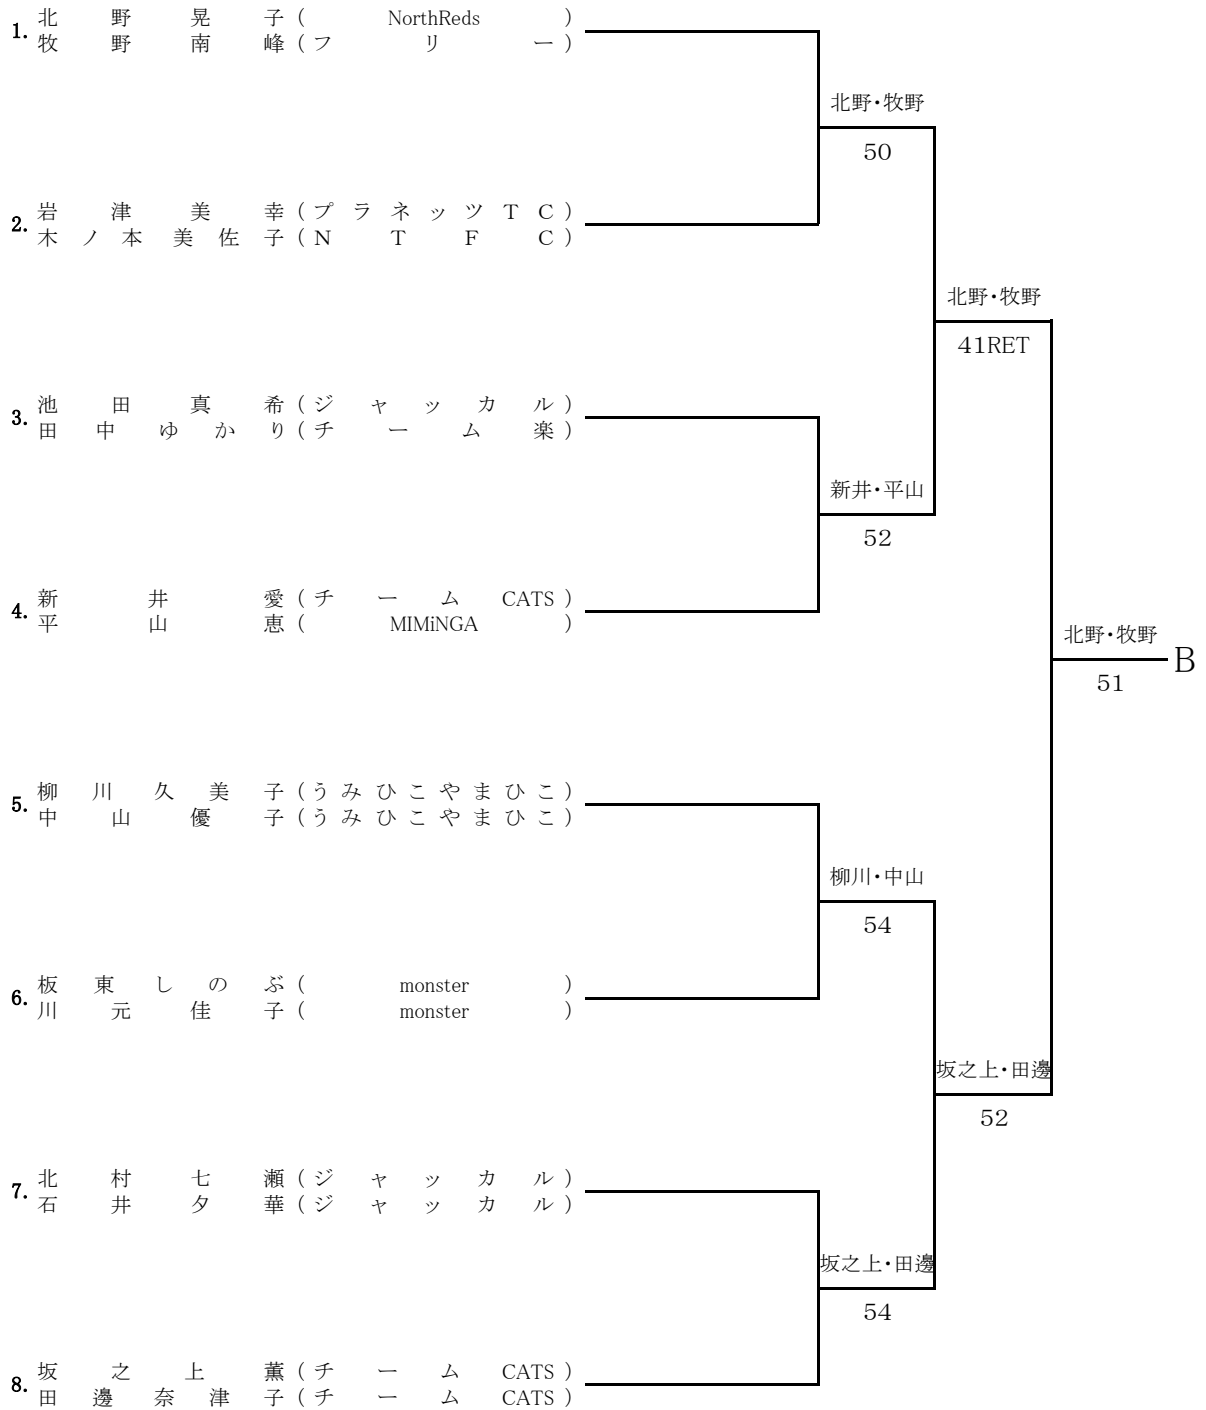 1. 北野晃子(NorthReds)
牧野南峰(フリー)
北野・牧野
50
2. 岩津美幸(プラネッツTC)
木ノ本美佐子(NTFC)
北野・牧野
41RET
3. 池田真希(ジャッカル)
田中ゆかり(チーム楽)
新井・平山
52
4. 新井愛(チームCATS)
平山恵(MIMiNGA)
北野・牧野
B
51
5. 柳川久美子(うみひこやまひこ)
中山優子(うみひこやまひこ)
柳川・中山
54
6. 板東しのぶ(monster)
川元佳子(monster)
坂之上・田邊
52
7. 北村七瀬(ジャッカル)
石井夕華(ジャッカル)
坂之上・田邊
54
8. 坂之上薫(チームCATS)
田邊奈津子(チームCATS)